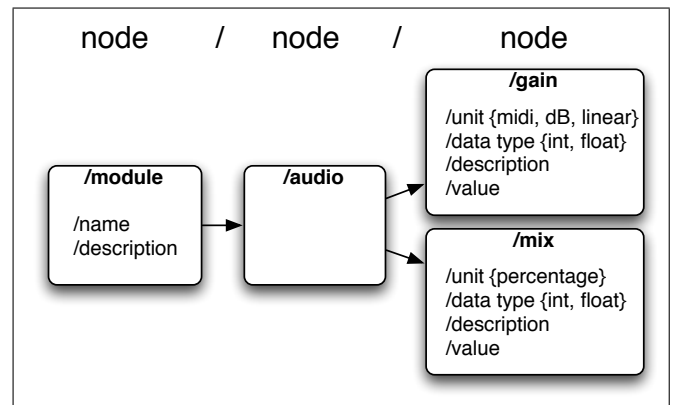 node / node / node
/module
/name
/description
/audio
/gain
/unit {midi, dB, linear}
/data type {int, float}
/description
/value
/mix
/unit {percentage}
/data type {int, float}
/description
/value